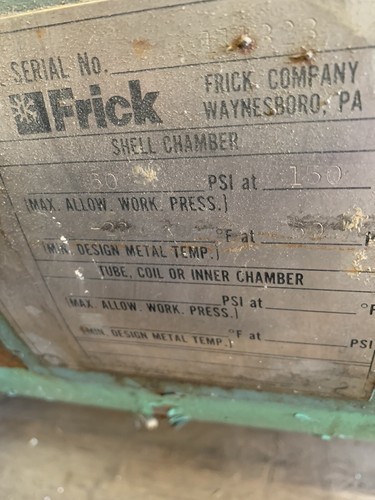 SERIAL No.
Frick
FRICK COMPANY
WAYNESBORO, PA
SHELL CHAMBER
50 PSI at 150
(MAX. ALLOW. WORK. PRESS.)
°F at
(MIN. DESIGN METAL TEMP.)
TUBE, COIL OR INNER CHAMBER
PSI at °F
(MAX. ALLOW. WORK. PRESS.)
°F at PSI
(MIN. DESIGN METAL TEMP.)